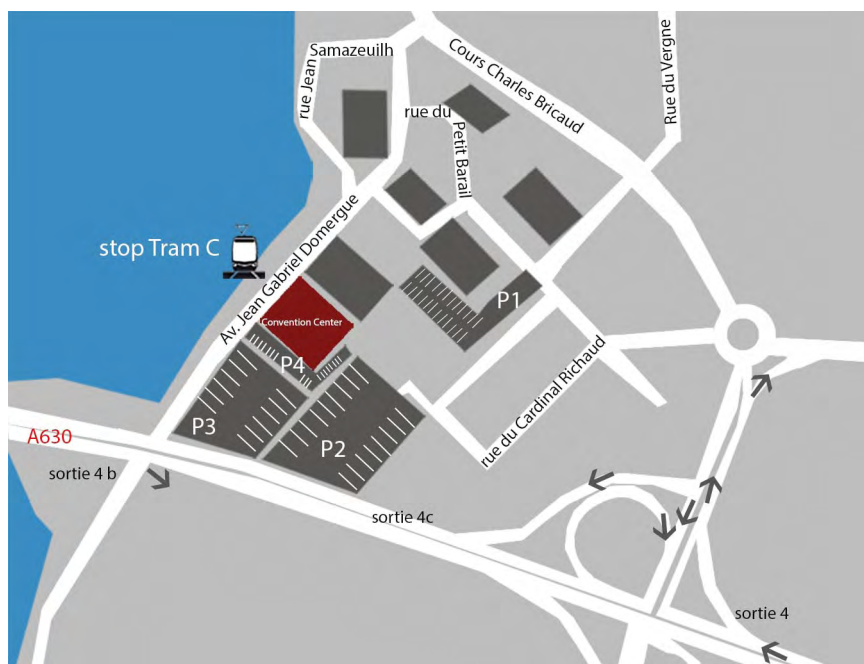 Samazeuilh
rue Jean
Cours Charles Bricaud
Rue du Vergne
rue du
Petit Barail
stop Tram C
Av. Jean Gabriel Domergue
P1
Convention Center
P4
P3
P2
rue du Cardinal Richaud
A630
sortie 4 b
sortie 4c
sortie 4